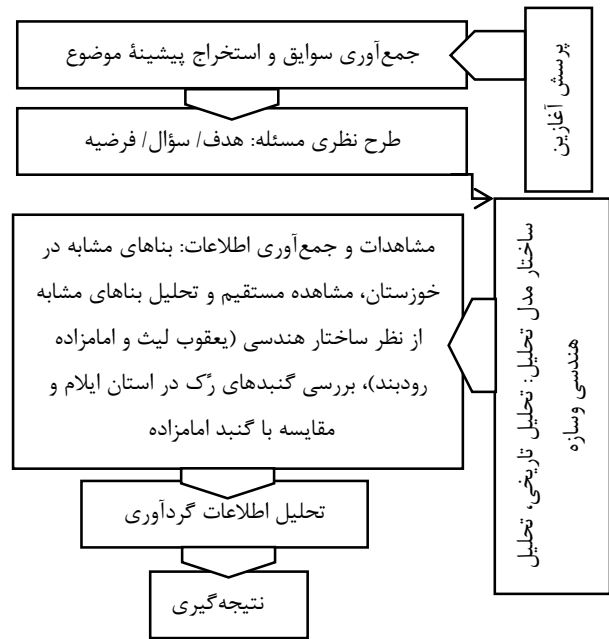 پرسش آغازین
جمع‌آوری سوابق و استخراج پیشینهٔ موضوع
طرح نظری مسئله: هدف/ سؤال/ فرضیه
ساختار مدل تحلیل: تحلیل تاریخی، تحلیل
هندسی وسازه
مشاهدات و جمع‌آوری اطلاعات: بناهای مشابه در
خوزستان، مشاهده مستقیم و تحلیل بناهای مشابه
از نظر ساختار هندسی (یعقوب لیث و امامزاده
رودبند)، بررسی گنبدهای رُک در استان ایلام و
مقایسه با گنبد امامزاده
تحلیل اطلاعات گردآوری
نتیجه‌گیری